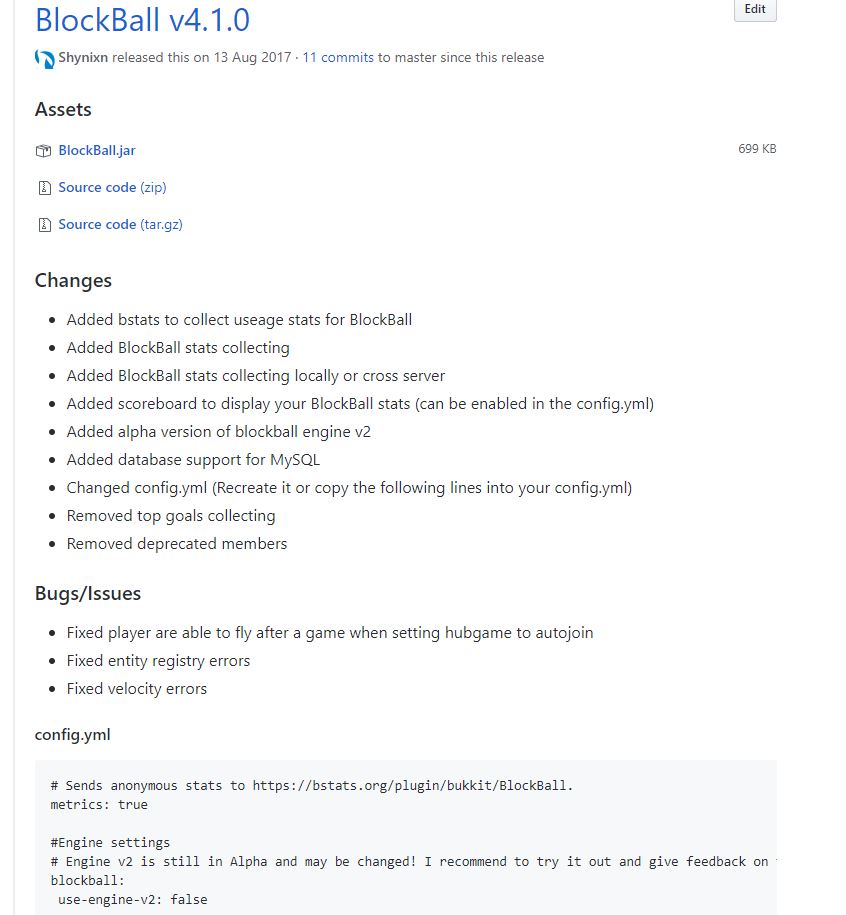 BlockBall v4.1.0
Edit
Shynixn released this on 13 Aug 2017 · 11 commits to master since this release
Assets
BlockBall.jar
699 KB
Source code (zip)
Source code (tar.gz)
Changes
Added bstats to collect useage stats for BlockBall
Added BlockBall stats collecting
Added BlockBall stats collecting locally or cross server
Added scoreboard to display your BlockBall stats (can be enabled in the config.yml)
Added alpha version of blockball engine v2
Added database support for MySQL
Changed config.yml (Recreate it or copy the following lines into your config.yml)
Removed top goals collecting
Removed deprecated members
Bugs/Issues
Fixed player are able to fly after a game when setting hubgame to autojoin
Fixed entity registry errors
Fixed velocity errors
config.yml
# Sends anonymous stats to https://bstats.org/plugin/bukkit/BlockBall.
metrics: true
#Engine settings
# Engine v2 is still in Alpha and may be changed! I recommend to try it out and give feedback on
blockball:
use-engine-v2: false